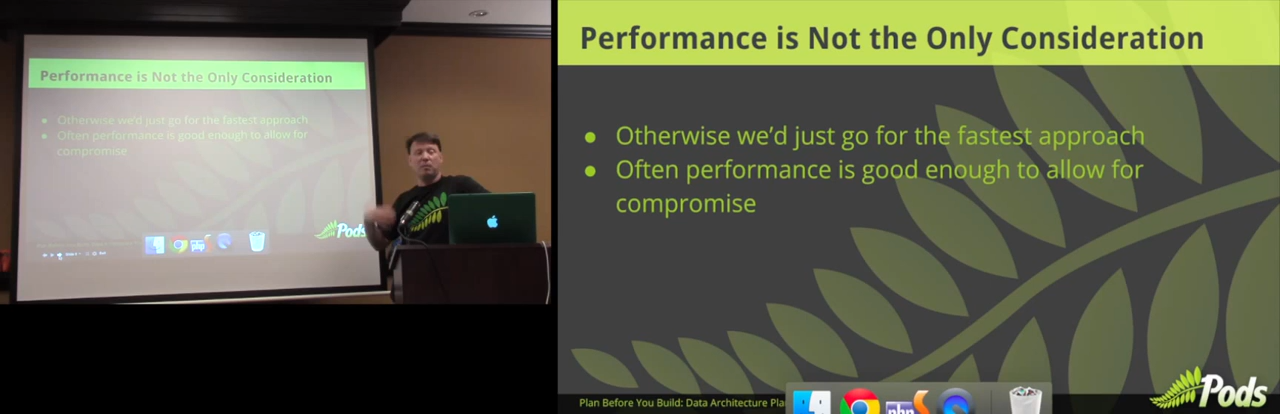 Performance is Not the Only Consideration
● Otherwise we'd just go for the fastest approach
● Often performance is good enough to allow for
compromise
Pods
Performance is Not the Only Consideration
● Otherwise we'd just go for the fastest approach
● Often performance is good enough to allow for
compromise
Plan Before You Build: Data Architecture
php
Pods